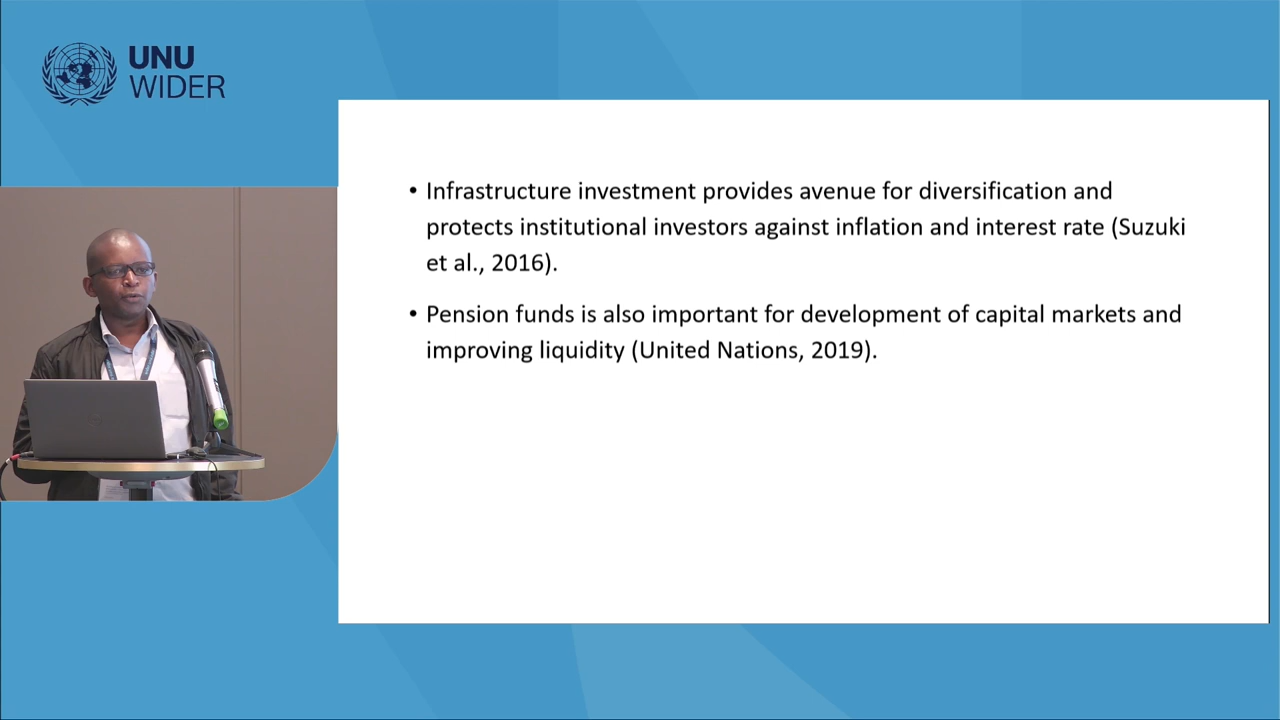 UNU
WIDER
• Infrastructure investment provides avenue for diversification and
protects institutional investors against inflation and interest rate (Suzuki
et al., 2016).
• Pension funds is also important for development of capital markets and
improving liquidity (United Nations, 2019).